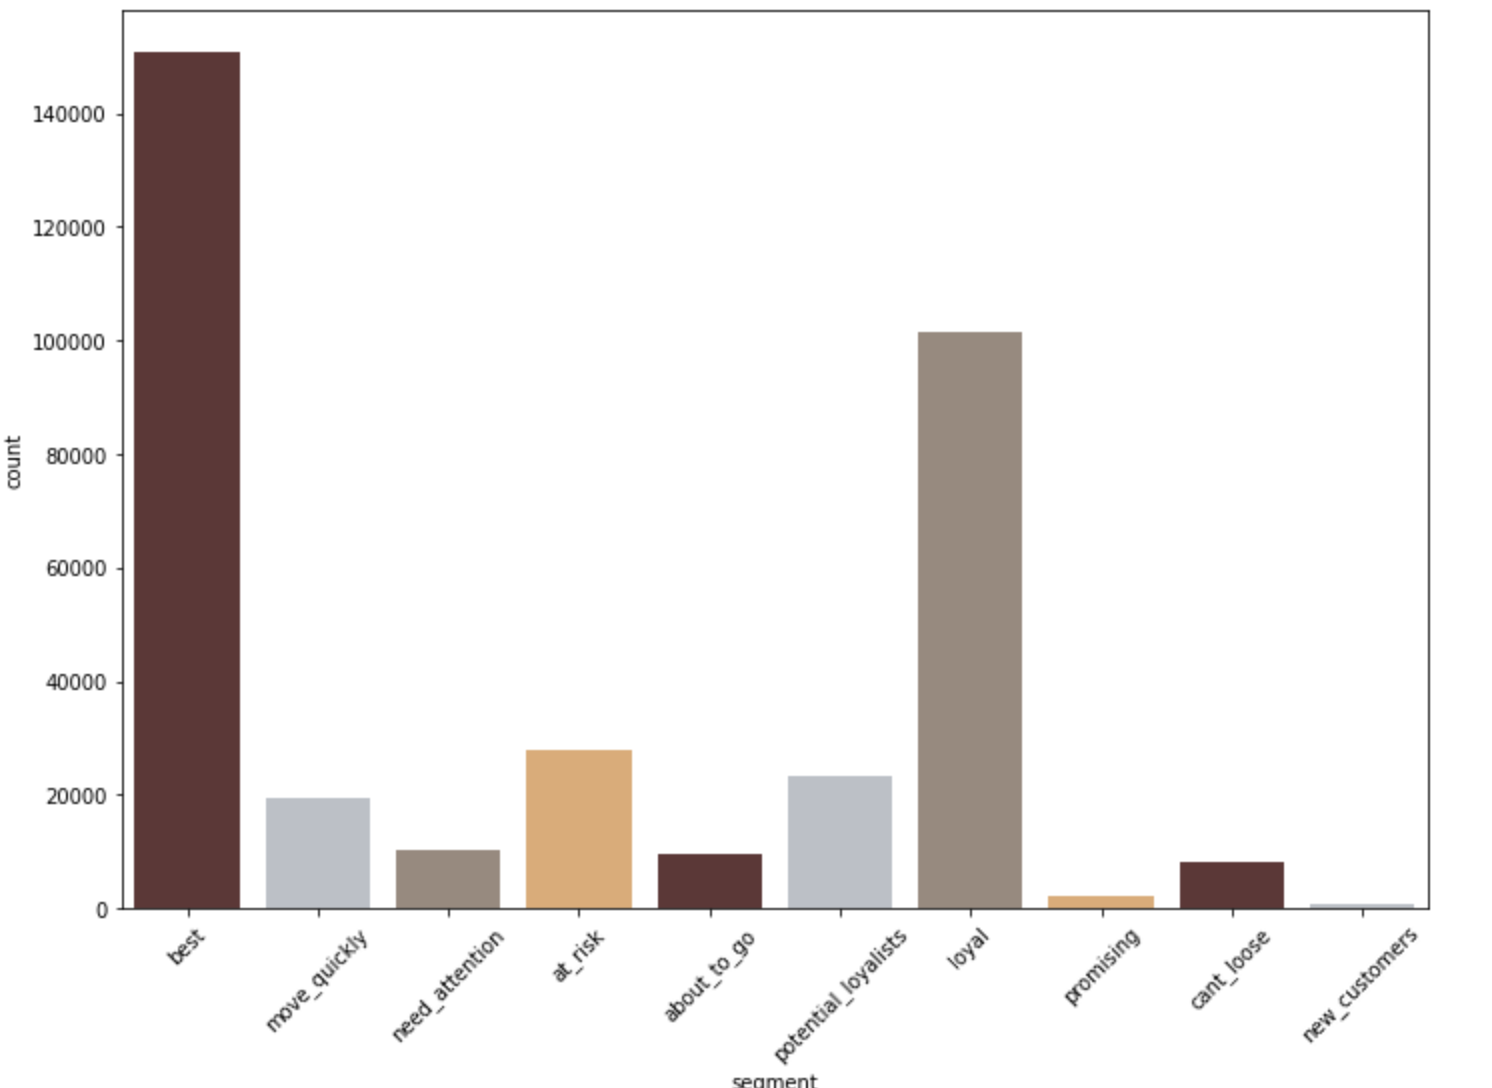 140000
120000
100000
80000
60000
40000
20000
0
count
best
move_quickly
need_attention
at_risk
about_to_go
potential_loyalists
loyal
promising
cant_loose
new_customers
segment